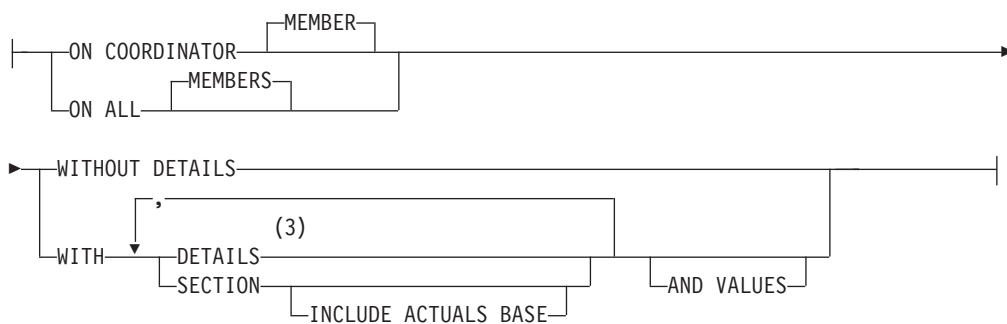 MEMBER
ON COORDINATOR
MEMBERS
ON ALL
WITHOUT DETAILS
,
(3)
WITH DETAILS
SECTION AND VALUES
INCLUDE ACTUALS BASE